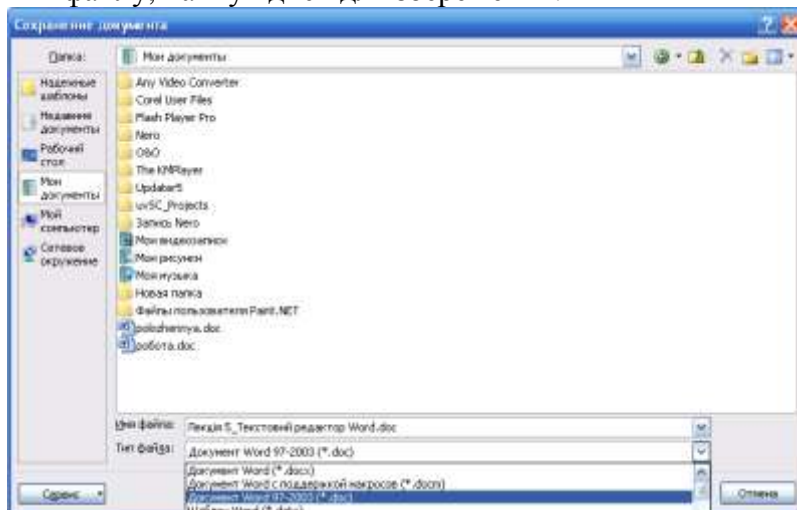 Сохранение документа
Папка: Мои документы
Надежные шаблоны
Недавние документы
Рабочий стол
Мои документы
Мой компьютер
Сетевое окружение
Any Video Converter
Corel User Files
Flash Player Pro
Nero
O&O
The KMPlayer
Updater5
uvSC_Projects
Запись Nero
Мои видеозаписи
Мои рисунки
Моя музыка
Новая папка
Файлы пользователя Paint.NET
polozhennya.doc
робота.doc
Имя файла: Лекція 5_Текстовий редактор Word.doc
Тип файла: Документ Word 97-2003 (*.doc)
Документ Word (*.docx)
Документ Word с поддержкой макросов (*.docm)
Документ Word 97-2003 (*.doc)
Сервис
Отмена